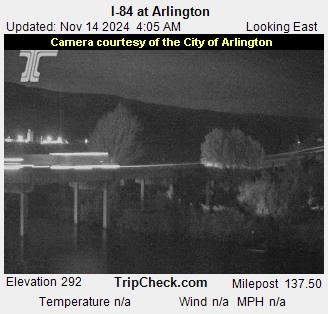 I-84 at Arlington
Updated: Nov 14 2024 4:05 AM Looking East
Camera courtesy of the City of Arlington
Elevation 292 TripCheck.com Milepost 137.50
Temperature n/a Wind n/a MPH n/a